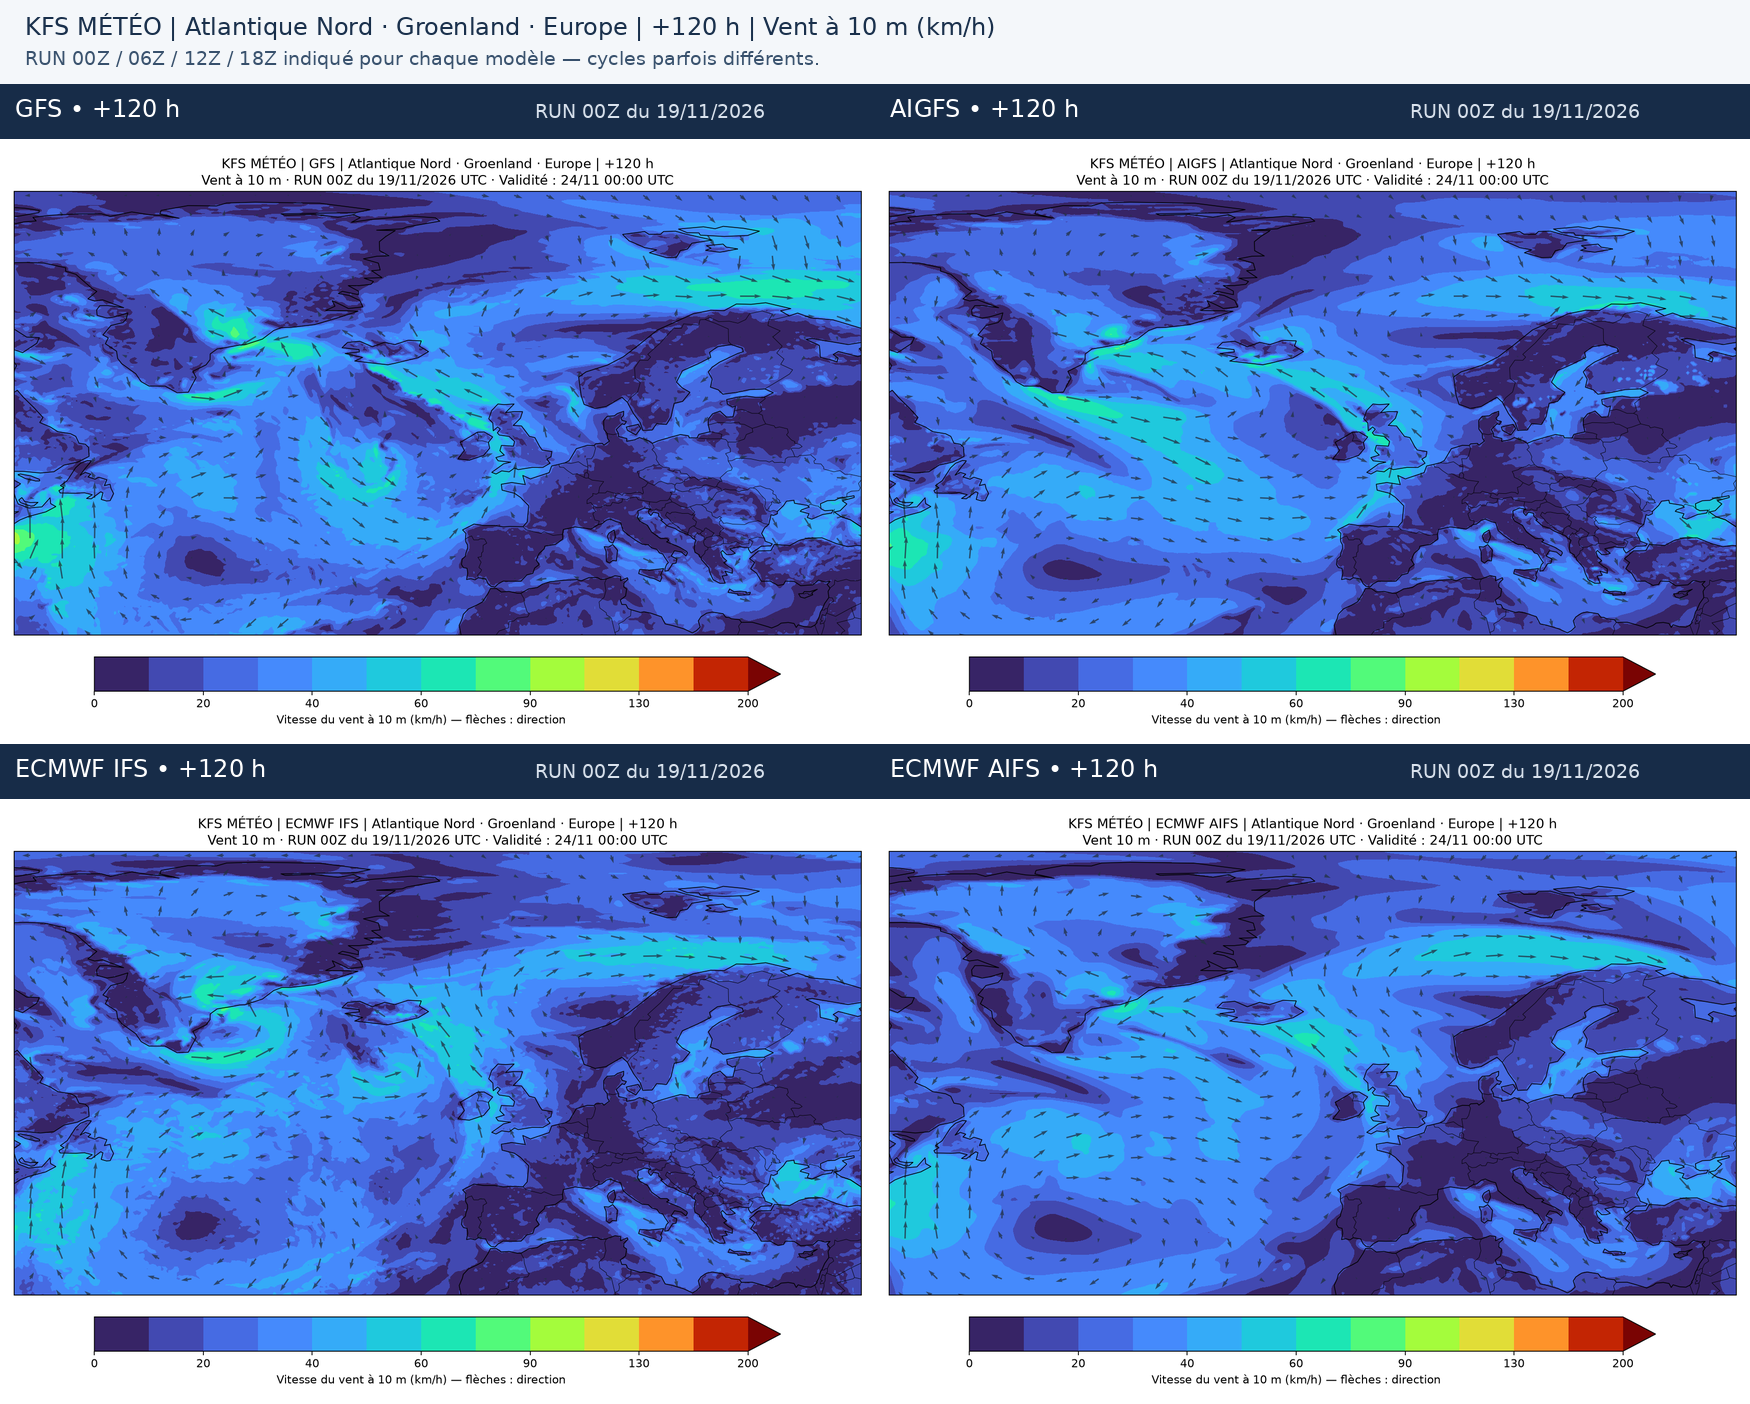 KFS MÉTÉO | Atlantique Nord · Groenland · Europe | +120 h | Vent à 10 m (km/h)
RUN 00Z / 06Z / 12Z / 18Z indiqué pour chaque modèle — cycles parfois différents.
GFS • +120 h
RUN 00Z du 19/11/2026
KFS MÉTÉO | GFS | Atlantique Nord · Groenland · Europe | +120 h
Vent à 10 m · RUN 00Z du 19/11/2026 UTC · Validité : 24/11 00:00 UTC
0 20 40 60 90 130 200
Vitesse du vent à 10 m (km/h) — flèches : direction
AIGFS • +120 h
RUN 00Z du 19/11/2026
KFS MÉTÉO | AIGFS | Atlantique Nord · Groenland · Europe | +120 h
Vent à 10 m · RUN 00Z du 19/11/2026 UTC · Validité : 24/11 00:00 UTC
0 20 40 60 90 130 200
Vitesse du vent à 10 m (km/h) — flèches : direction
ECMWF IFS • +120 h
RUN 00Z du 19/11/2026
KFS MÉTÉO | ECMWF IFS | Atlantique Nord · Groenland · Europe | +120 h
Vent 10 m · RUN 00Z du 19/11/2026 UTC · Validité : 24/11 00:00 UTC
0 20 40 60 90 130 200
Vitesse du vent à 10 m (km/h) — flèches : direction
ECMWF AIFS • +120 h
RUN 00Z du 19/11/2026
KFS MÉTÉO | ECMWF AIFS | Atlantique Nord · Groenland · Europe | +120 h
Vent 10 m · RUN 00Z du 19/11/2026 UTC · Validité : 24/11 00:00 UTC
0 20 40 60 90 130 200
Vitesse du vent à 10 m (km/h) — flèches : direction